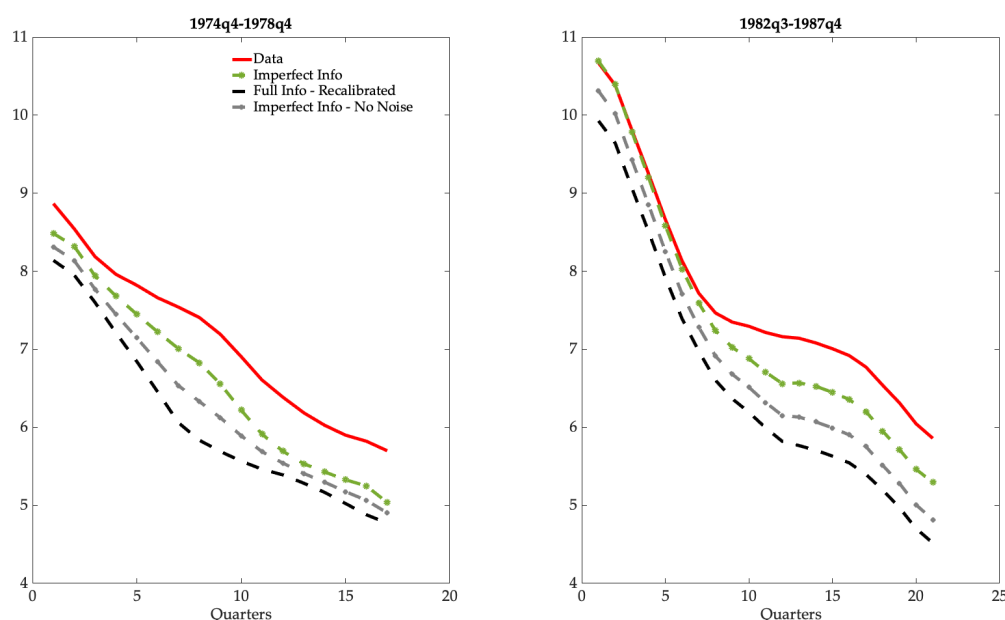 1974q4-1978q4
11
10
9
8
7
6
5
4
0 5 10 15 20
Quarters
Data
Imperfect Info
Full Info - Recalibrated
Imperfect Info - No Noise
1982q3-1987q4
11
10
9
8
7
6
5
4
0 5 10 15 20 25
Quarters